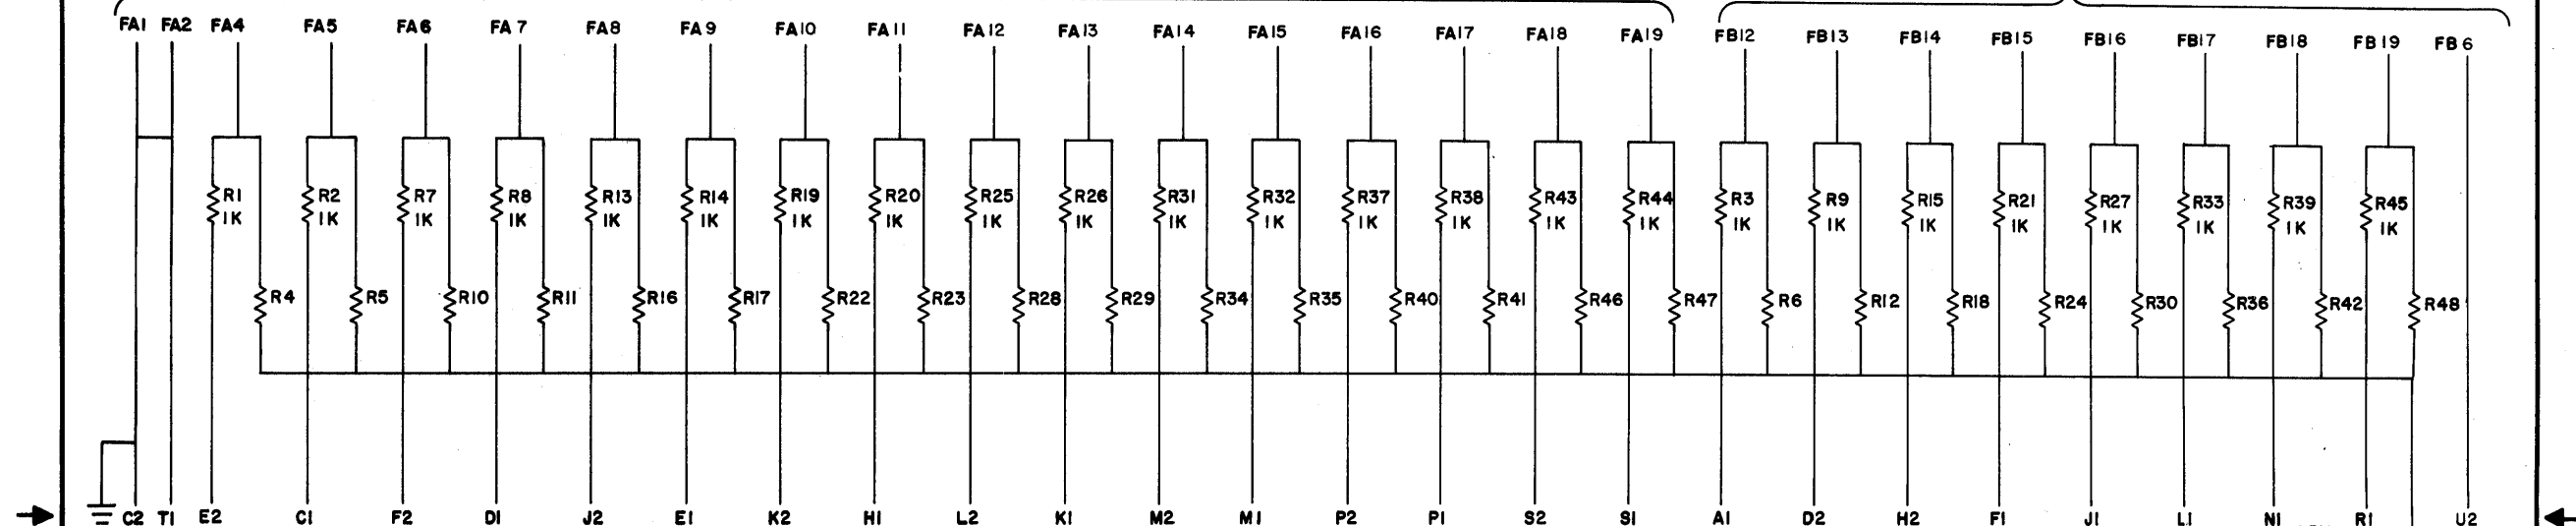 FA1 FA2 FA4 FA5 FA6 FA7 FA8 FA9 FA10 FA11 FA12 FA13 FA14 FA15 FA16 FA17 FA18 FA19 FB12 FB13 FB14 FB15 FB16 FB17 FB18 FB19 FB6
R1 R2 R7 R8 R13 R14 R19 R20 R25 R26 R31 R32 R37 R38 R43 R44 R3 R9 R15 R21 R27 R33 R39 R45
1K 1K 1K 1K 1K 1K 1K 1K 1K 1K 1K 1K 1K 1K 1K 1K 1K 1K 1K 1K 1K 1K 1K 1K
R4 R5 R10 R11 R16 R17 R22 R23 R28 R29 R34 R35 R40 R41 R46 R47 R6 R12 R18 R24 R30 R36 R42 R48
C2 T1 E2 C1 F2 D1 J2 E1 K2 H1 L2 K1 M2 M1 P2 P1 S2 S1 A1 D2 H2 F1 J1 L1 N1 R1 U2